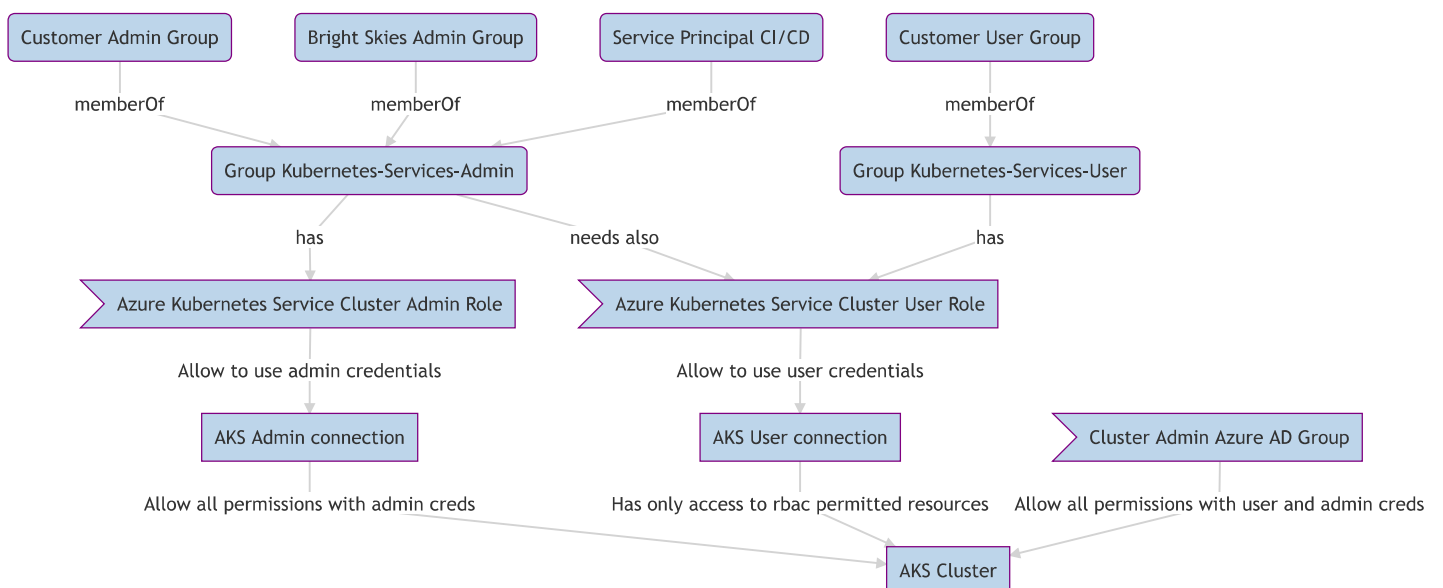 Customer Admin Group
Bright Skies Admin Group
Service Principal CI/CD
Customer User Group
memberOf
memberOf
memberOf
memberOf
Group Kubernetes-Services-Admin
Group Kubernetes-Services-User
has
needs also
has
Azure Kubernetes Service Cluster Admin Role
Azure Kubernetes Service Cluster User Role
Allow to use admin credentials
Allow to use user credentials
AKS Admin connection
AKS User connection
Cluster Admin Azure AD Group
Allow all permissions with admin creds
Has only access to rbac permitted resources
Allow all permissions with user and admin creds
AKS Cluster